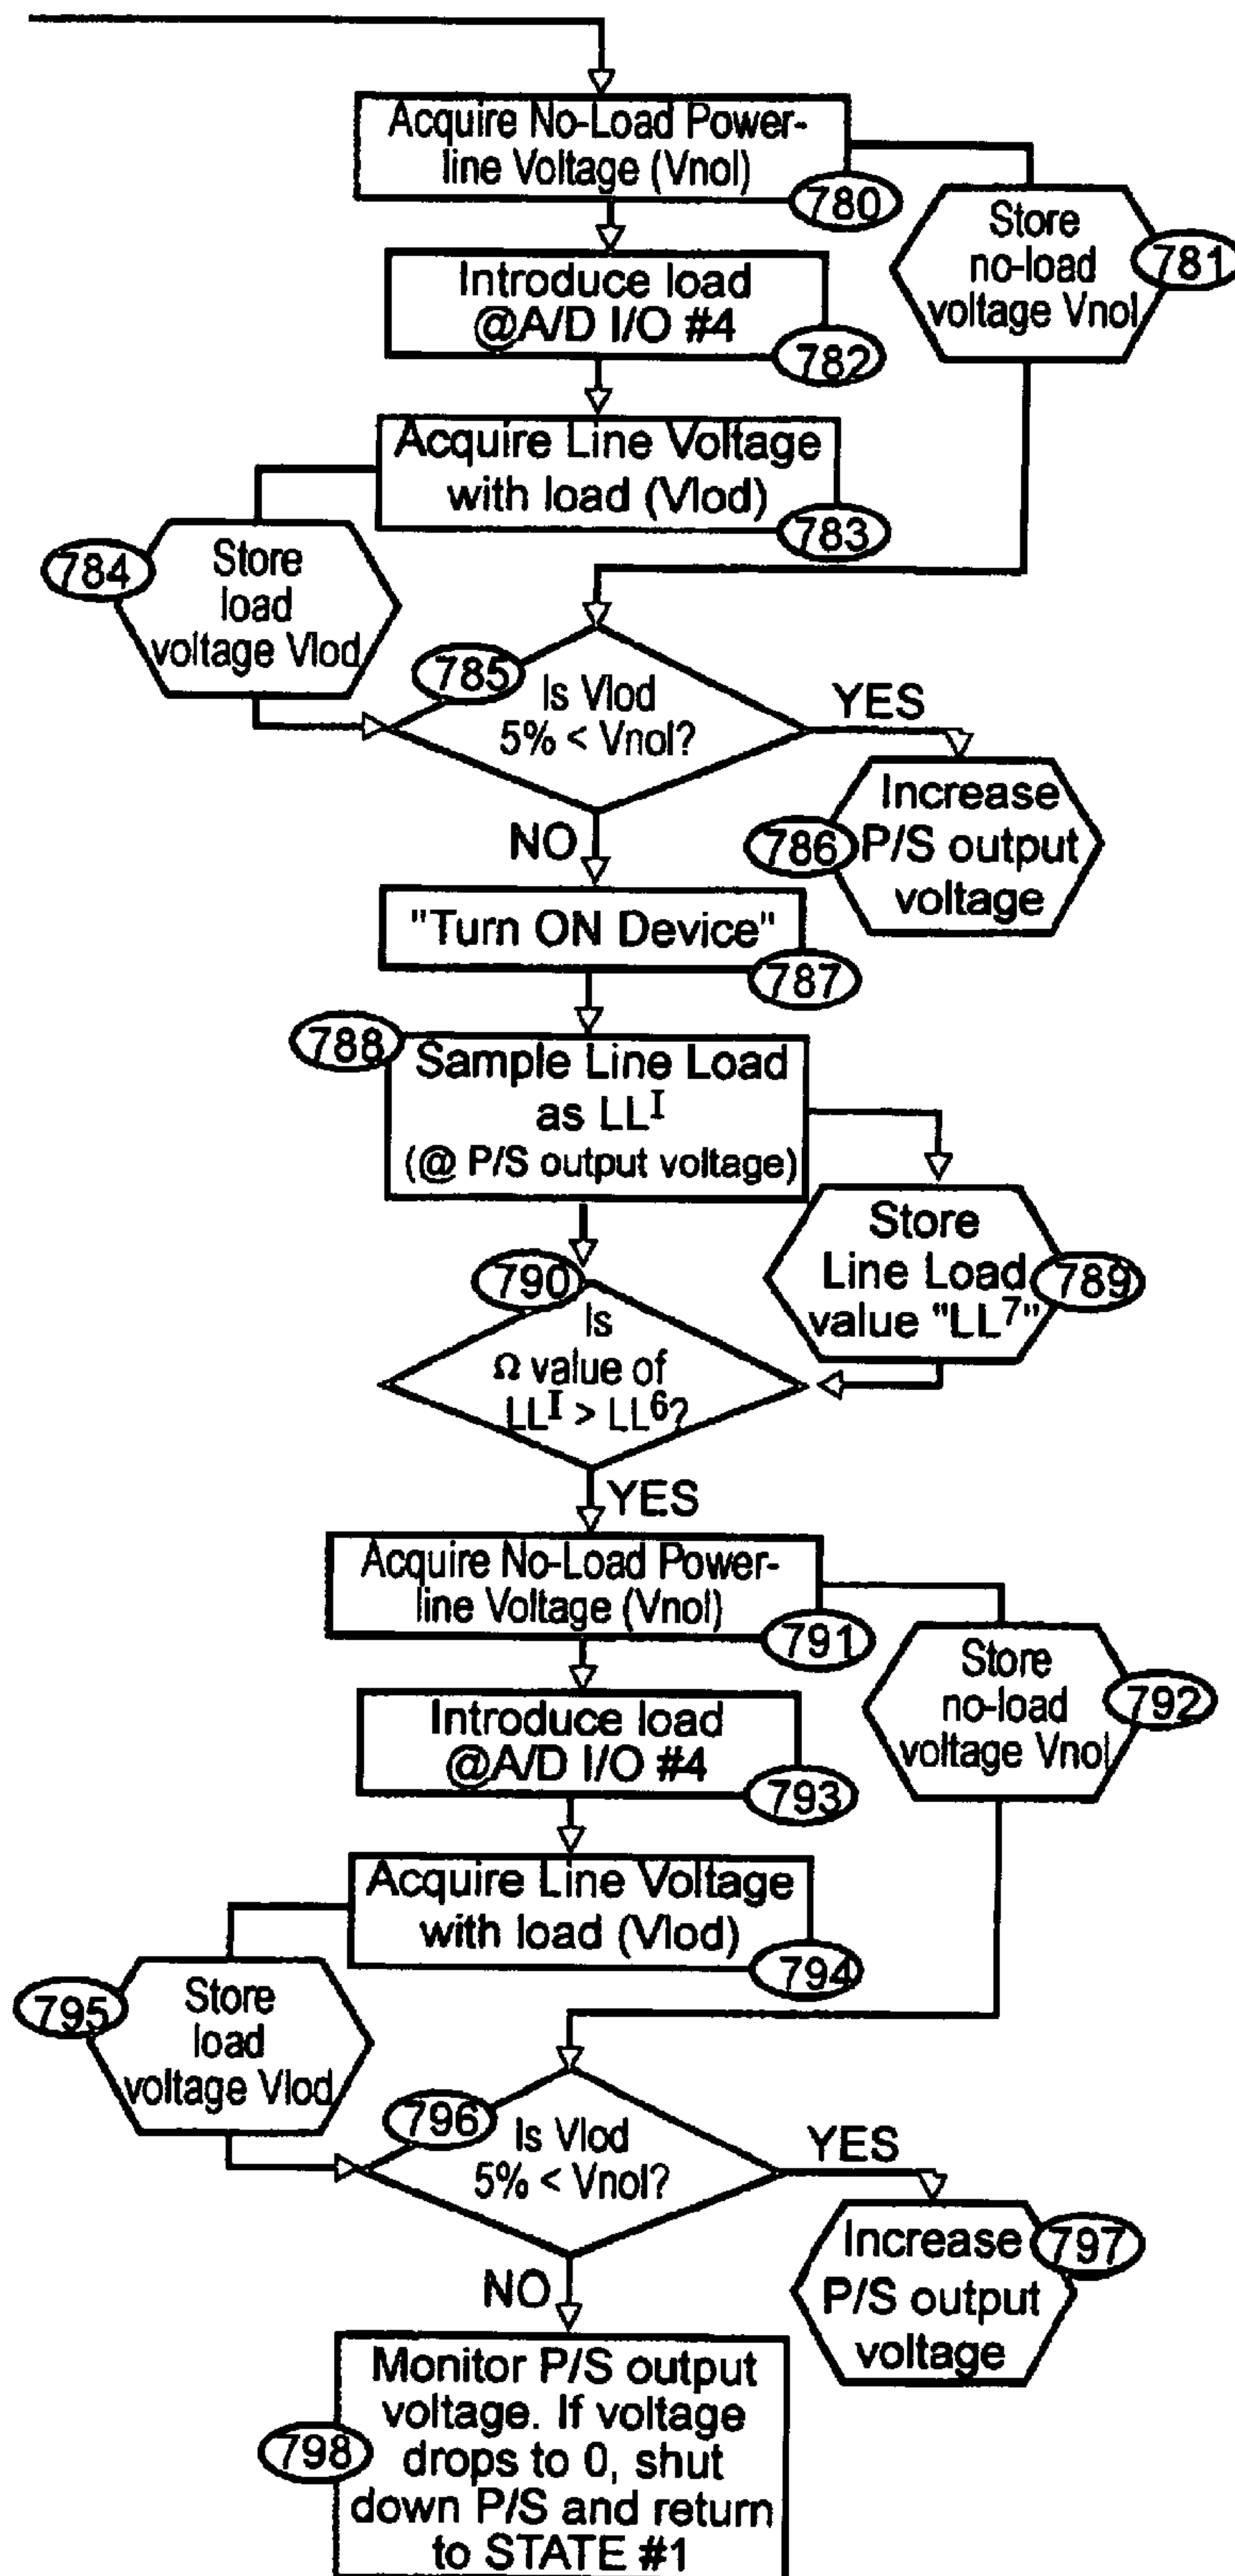 Acquire No-Load Power-
line Voltage (Vnol)
780
Store
no-load
voltage Vnol
781
Introduce load
@A/D I/O #4
782
Acquire Line Voltage
with load (Vlod)
783
784
Store
load
voltage Vlod
785
Is Vlod
5% < Vnol?
YES
Increase
P/S output
voltage
786
NO
"Turn ON Device"
787
788
Sample Line Load
as LL^I
(@ P/S output voltage)
Store
Line Load
value "LL^7"
789
790
Is
Ω value of
LL^I > LL^6?
YES
Acquire No-Load Power-
line Voltage (Vnol)
791
Store
no-load
voltage Vnol
792
Introduce load
@A/D I/O #4
793
Acquire Line Voltage
with load (Vlod)
794
795
Store
load
voltage Vlod
796
Is Vlod
5% < Vnol?
YES
Increase
P/S output
voltage
797
NO
Monitor P/S output
voltage. If voltage
drops to 0, shut
down P/S and return
to STATE #1
798